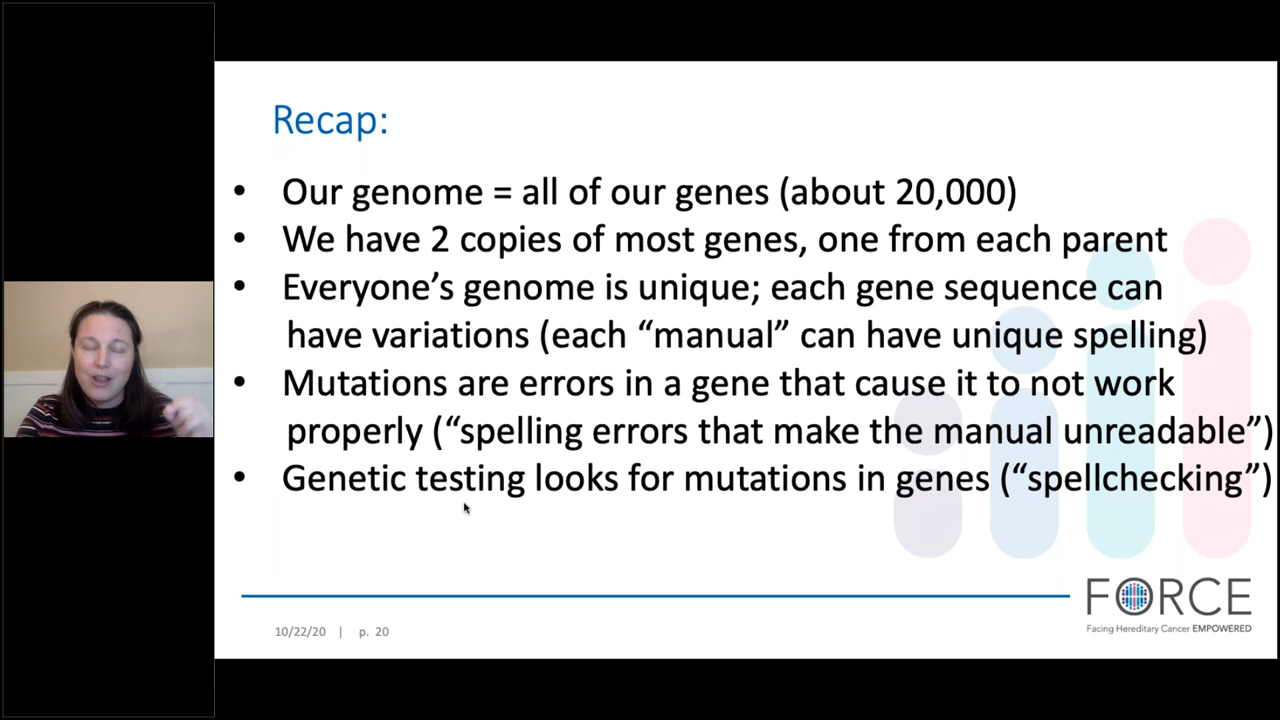 Recap:
• Our genome = all of our genes (about 20,000)
• We have 2 copies of most genes, one from each parent
• Everyone’s genome is unique; each gene sequence can
have variations (each “manual” can have unique spelling)
• Mutations are errors in a gene that cause it to not work
properly (“spelling errors that make the manual unreadable”)
• Genetic testing looks for mutations in genes (“spellchecking”)
FORCE
Facing Hereditary Cancer EMPOWERED
10/22/20 | p. 20